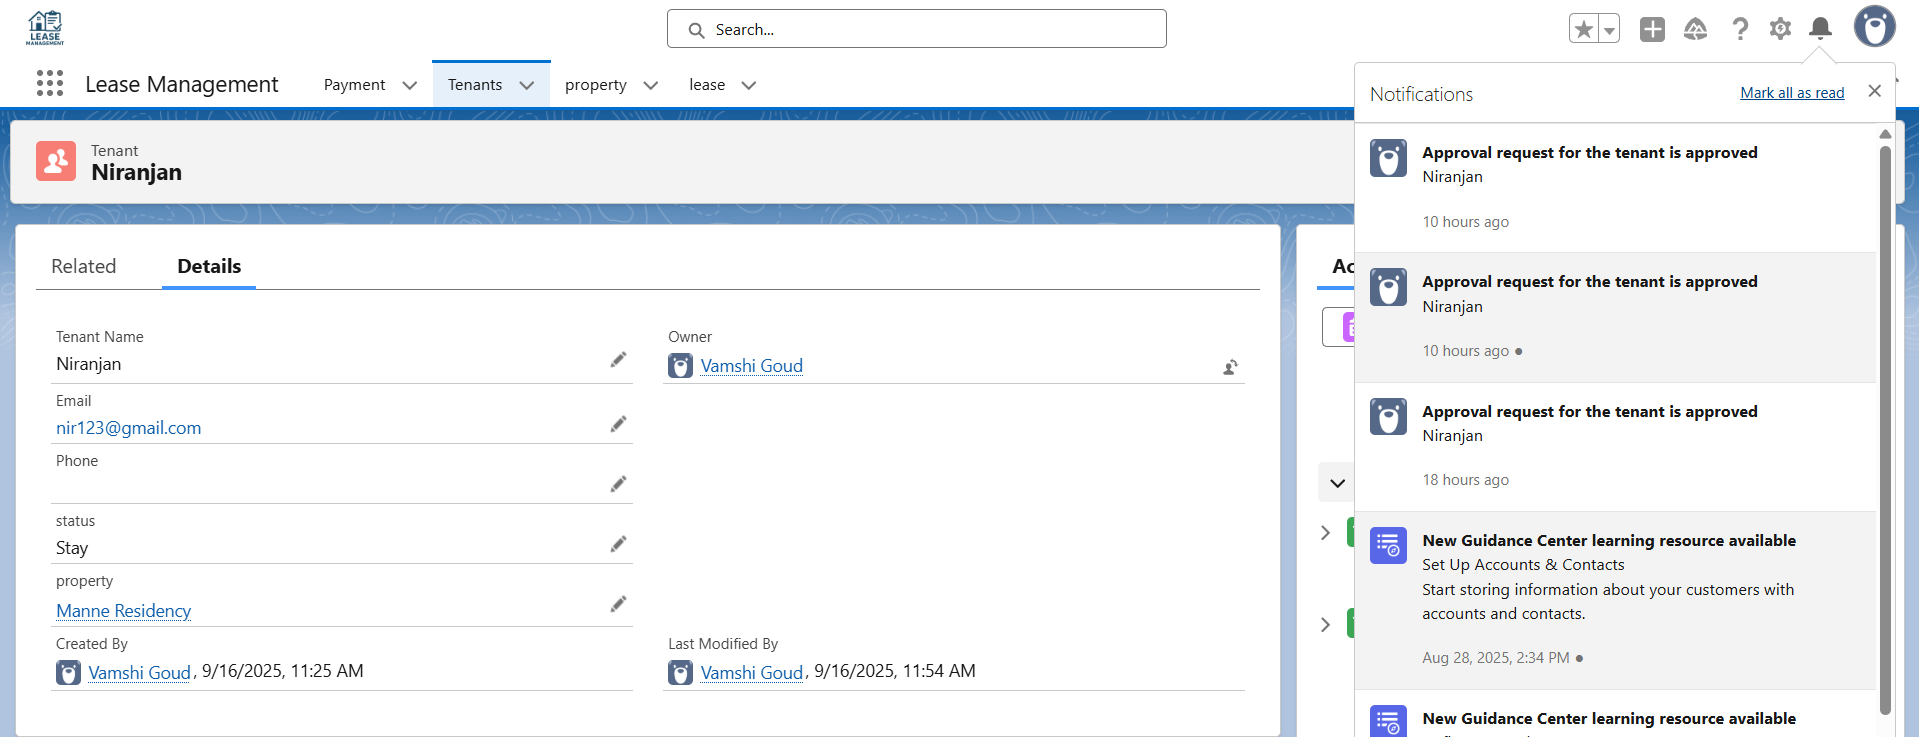 LEASE
MANAGEMENT
Search...
Lease Management
Payment
Tenants
property
lease
Tenant
Niranjan
Related
Details
Tenant Name
Niranjan
Email
nir123@gmail.com
Phone
status
Stay
property
Manne Residency
Created By
Vamshi Goud, 9/16/2025, 11:25 AM
Owner
Vamshi Goud
Last Modified By
Vamshi Goud, 9/16/2025, 11:54 AM
Notifications
Mark all as read
Approval request for the tenant is approved
Niranjan
10 hours ago
Approval request for the tenant is approved
Niranjan
10 hours ago
Approval request for the tenant is approved
Niranjan
18 hours ago
New Guidance Center learning resource available
Set Up Accounts & Contacts
Start storing information about your customers with
accounts and contacts.
Aug 28, 2025, 2:34 PM
New Guidance Center learning resource available